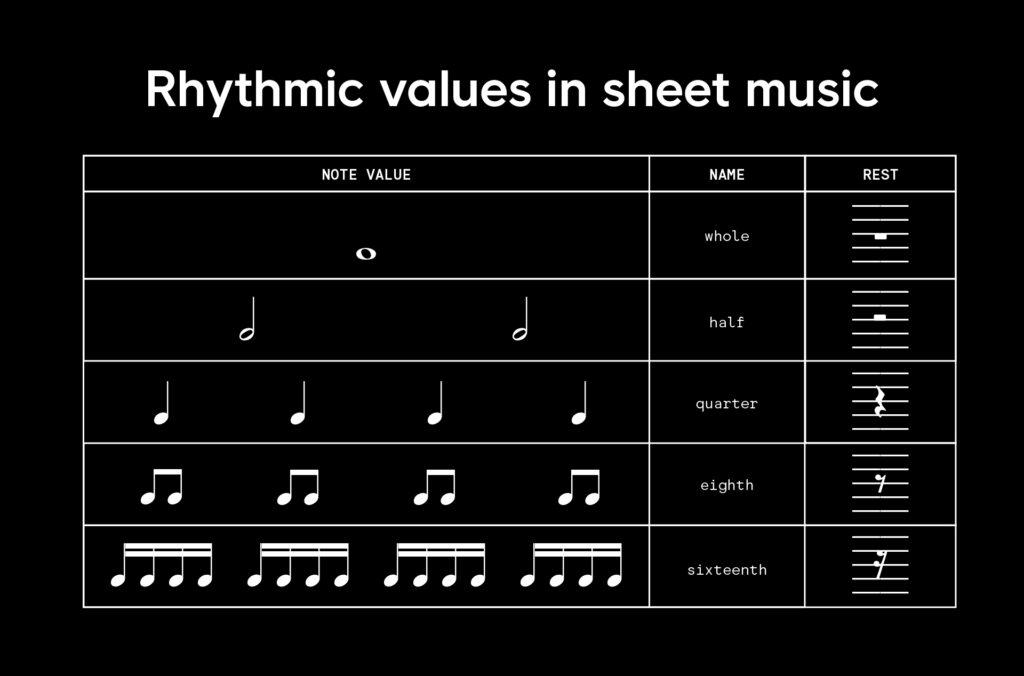 Rhythmic values in sheet music
NOTE VALUE NAME REST
whole
half
quarter
eighth
sixteenth